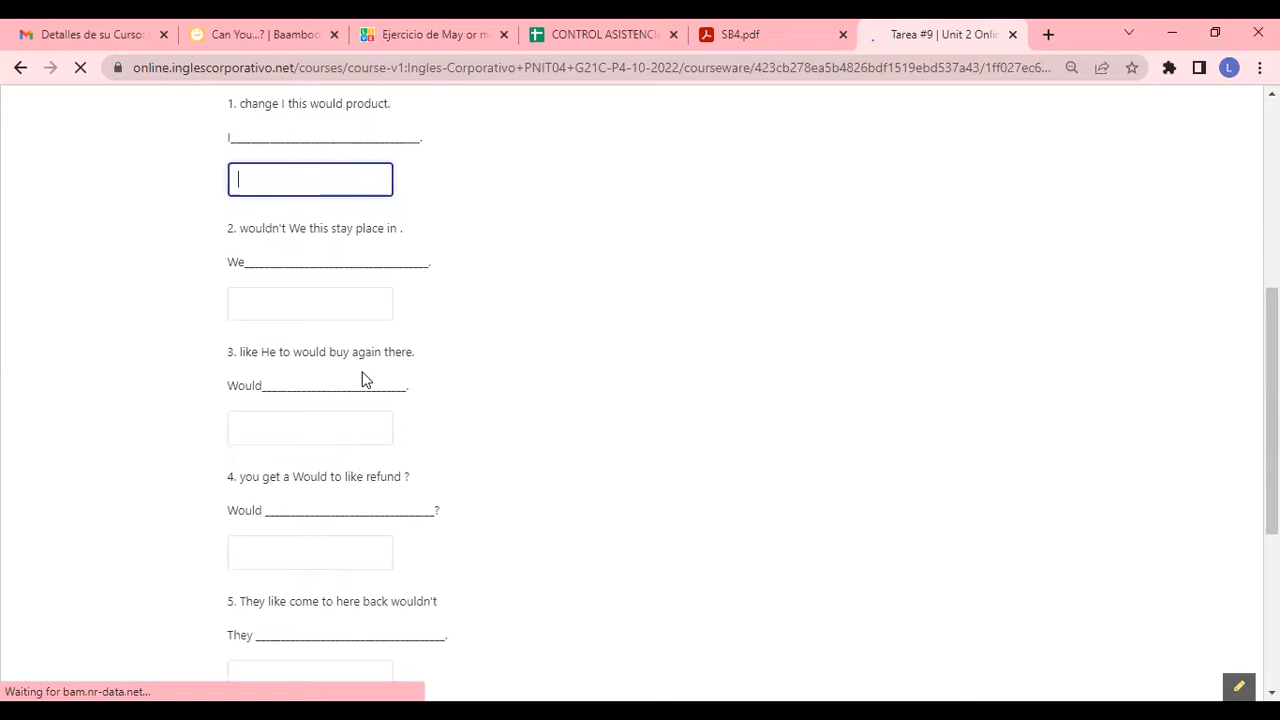 Detalles de su Curso:
Can You...? | Baamboo
Ejercicio de May or m
CONTROL ASISTENCI
SB4.pdf
Tarea #9 | Unit 2 Onli
online.inglescorporativo.net/courses/course-v1:Ingles-Corporativo+PNIT04+G21C-P4-10-2022/courseware/423cb278ea5b4826bdf1519ebd537a43/1ff027ec6...
L
1. change I this would product.
I______________________________.
2. wouldn't We this stay place in .
We_____________________________.
3. like He to would buy again there.
Would_______________________.
4. you get a Would to like refund ?
Would ___________________________?
5. They like come to here back wouldn't
They ______________________________.
Waiting for bam.nr-data.net...